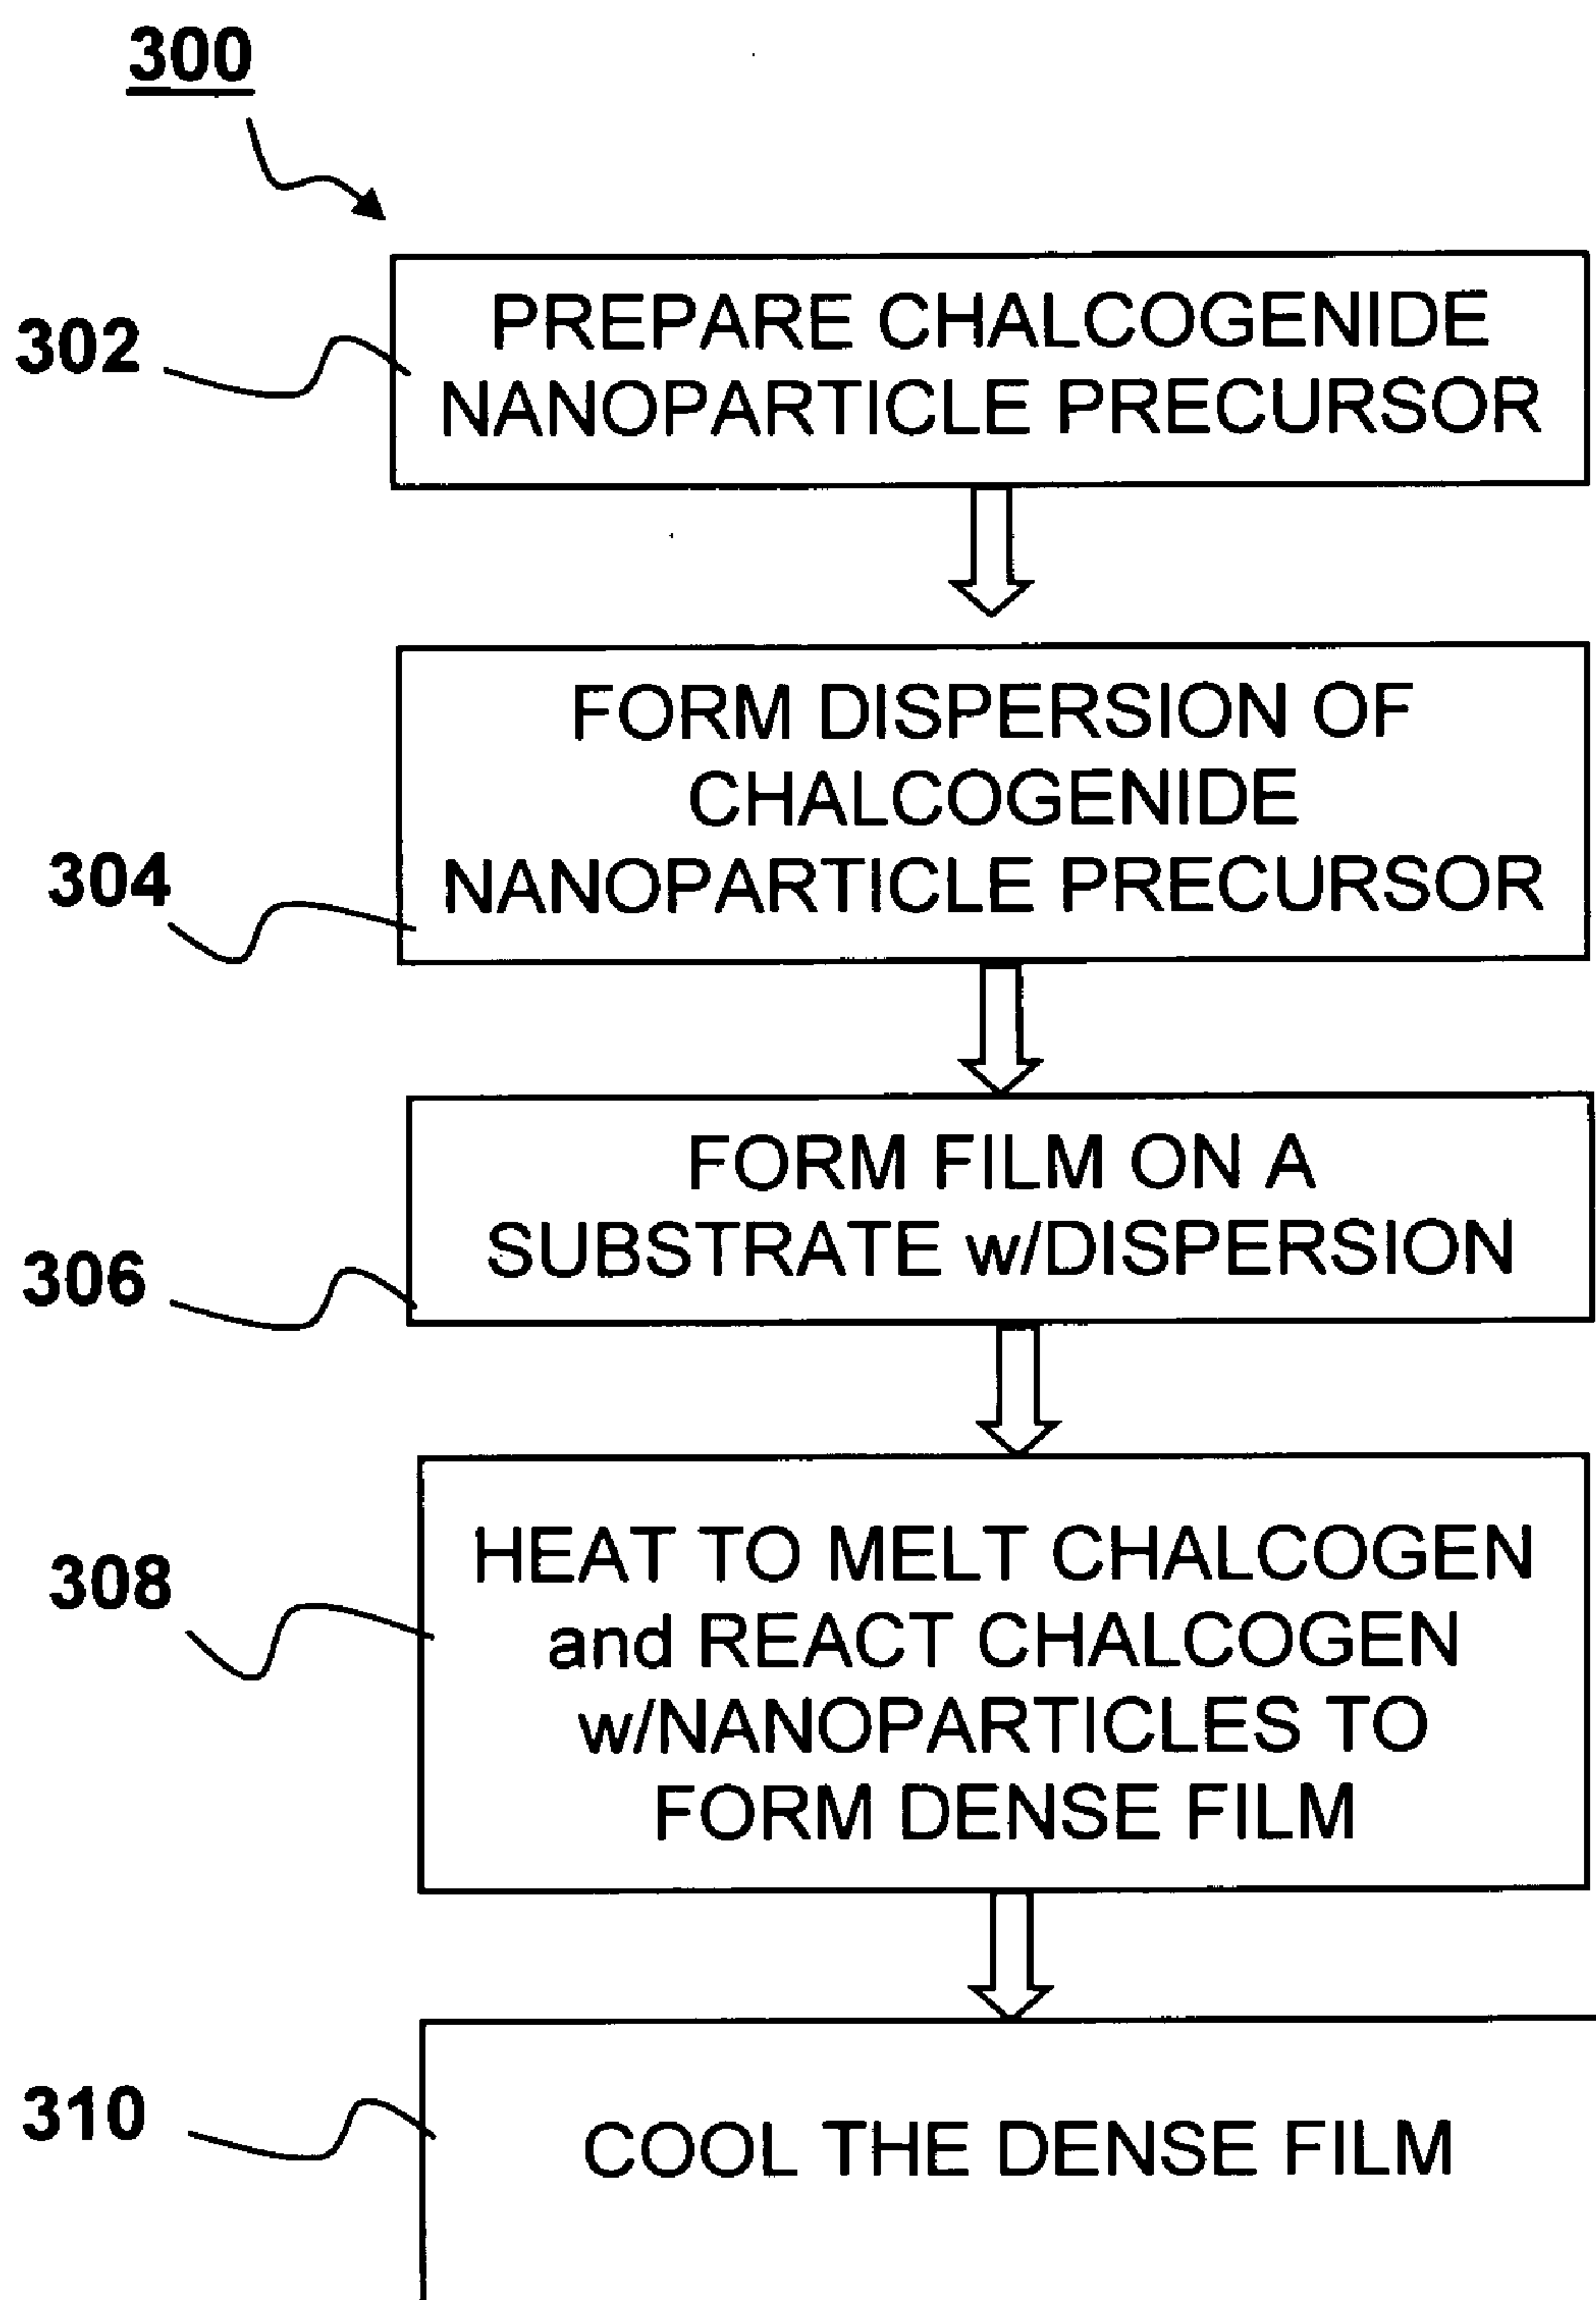 300
302
PREPARE CHALCOGENIDE
NANOPARTICLE PRECURSOR
304
FORM DISPERSION OF
CHALCOGENIDE
NANOPARTICLE PRECURSOR
306
FORM FILM ON A
SUBSTRATE w/DISPERSION
308
HEAT TO MELT CHALCOGEN
and REACT CHALCOGEN
w/NANOPARTICLES TO
FORM DENSE FILM
310
COOL THE DENSE FILM